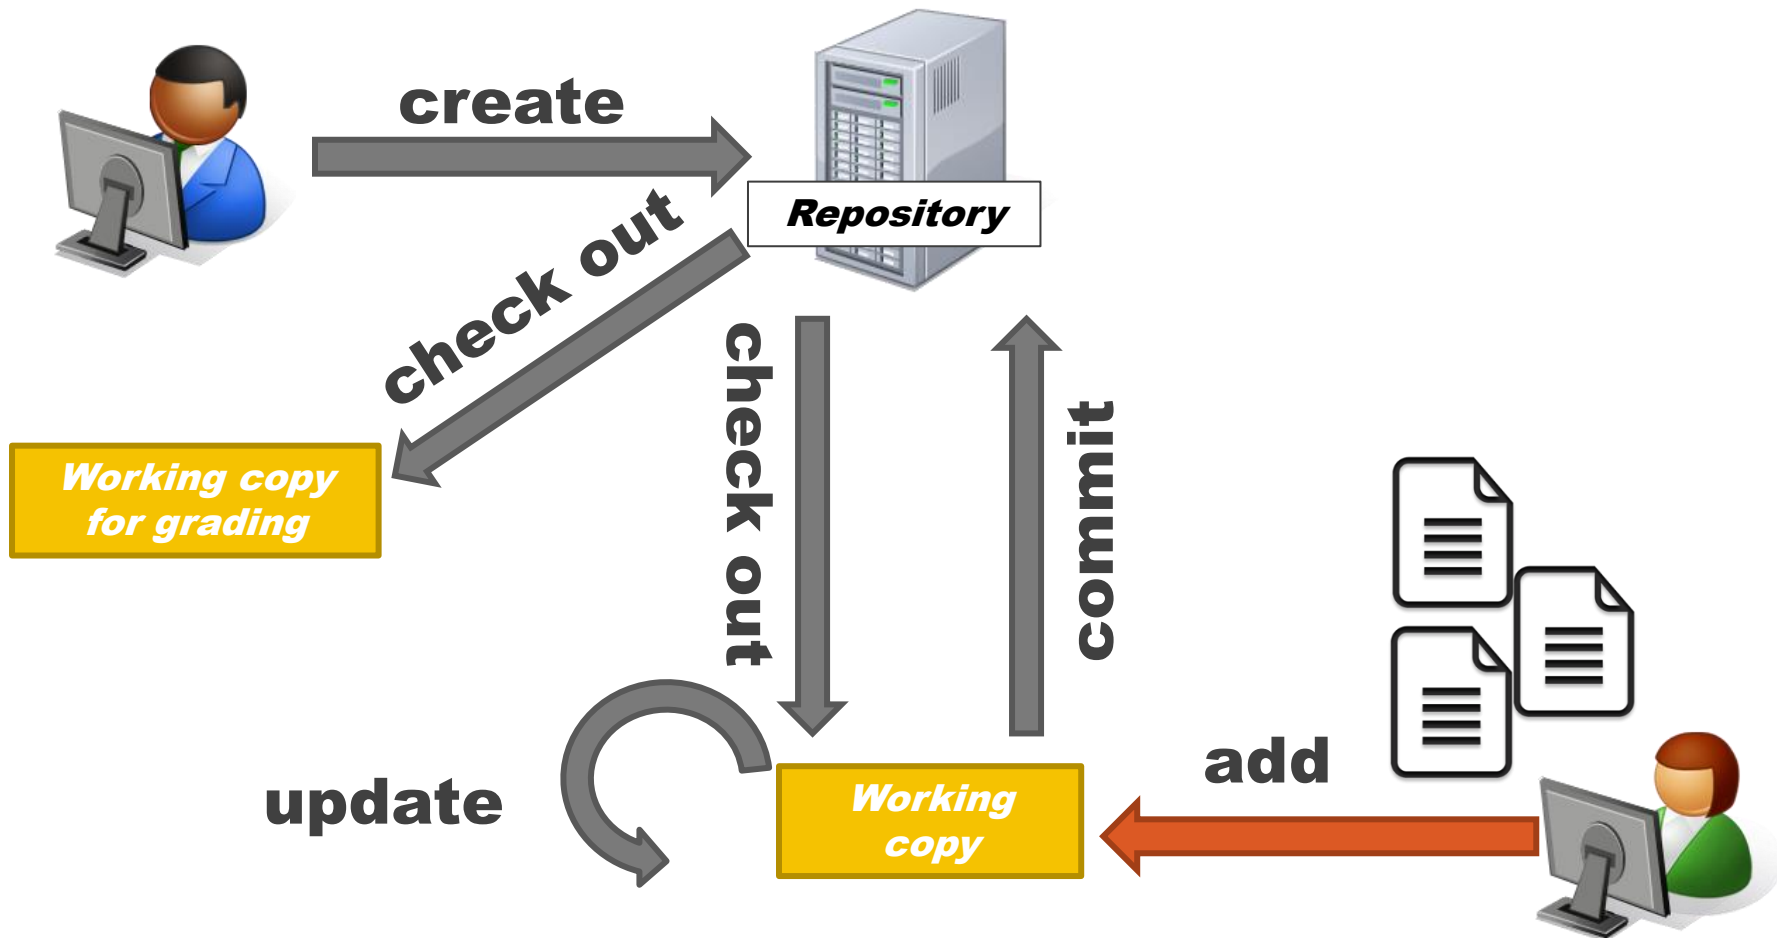 create
Repository
check out
check out
commit
Working copy
for grading
add
update
Working
copy